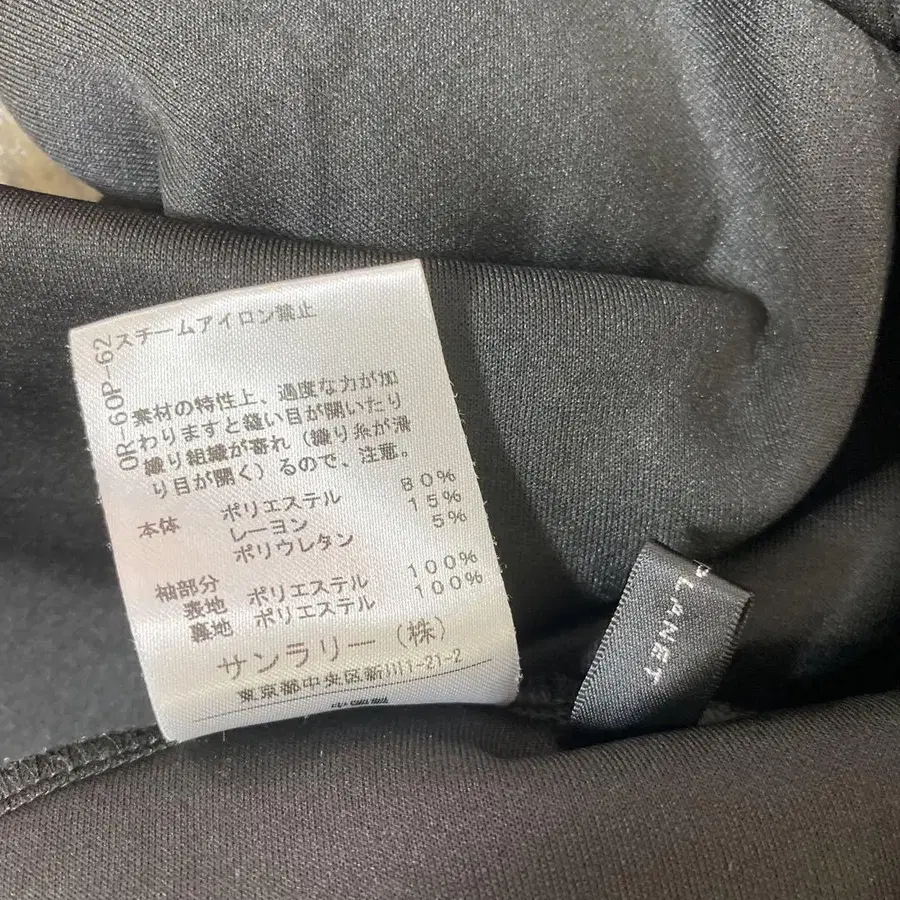 OR-60P-62
スチームアイロン禁止
素材の特性上、過度な力が加
わりますと縫い目が開いたり
織り組織が寄れ（織り糸が滑
り目が開く）るので、注意。
本体 ポリエステル 80%
レーヨン 15%
ポリウレタン 5%
袖部分
表地 ポリエステル 100%
裏地 ポリエステル 100%
サンラリー（株）
東京都中央区新川1-21-2
PLANET